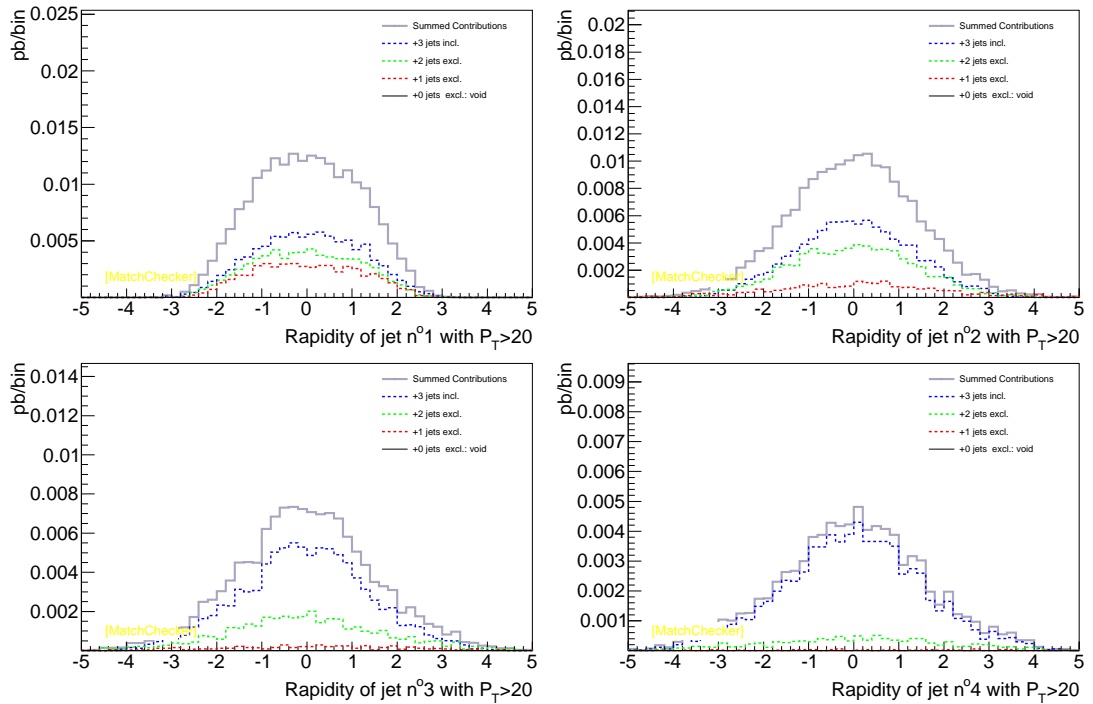 pb/bin
0.025
0.02
0.015
0.01
0.005
Summed Contributions
+3 jets incl.
+2 jets excl.
+1 jets excl.
+0 jets excl.: void
[MatchChecker]
-5 -4 -3 -2 -1 0 1 2 3 4 5
Rapidity of jet n°1 with P_T>20
pb/bin
0.02
0.018
0.016
0.014
0.012
0.01
0.008
0.006
0.004
0.002
Summed Contributions
+3 jets incl.
+2 jets excl.
+1 jets excl.
+0 jets excl.: void
[MatchChecker]
-5 -4 -3 -2 -1 0 1 2 3 4 5
Rapidity of jet n°2 with P_T>20
pb/bin
0.014
0.012
0.01
0.008
0.006
0.004
0.002
Summed Contributions
+3 jets incl.
+2 jets excl.
+1 jets excl.
+0 jets excl.: void
[MatchChecker]
-5 -4 -3 -2 -1 0 1 2 3 4 5
Rapidity of jet n°3 with P_T>20
pb/bin
0.009
0.008
0.007
0.006
0.005
0.004
0.003
0.002
0.001
Summed Contributions
+3 jets incl.
+2 jets excl.
+1 jets excl.
+0 jets excl.: void
[MatchChecker]
-5 -4 -3 -2 -1 0 1 2 3 4 5
Rapidity of jet n°4 with P_T>20